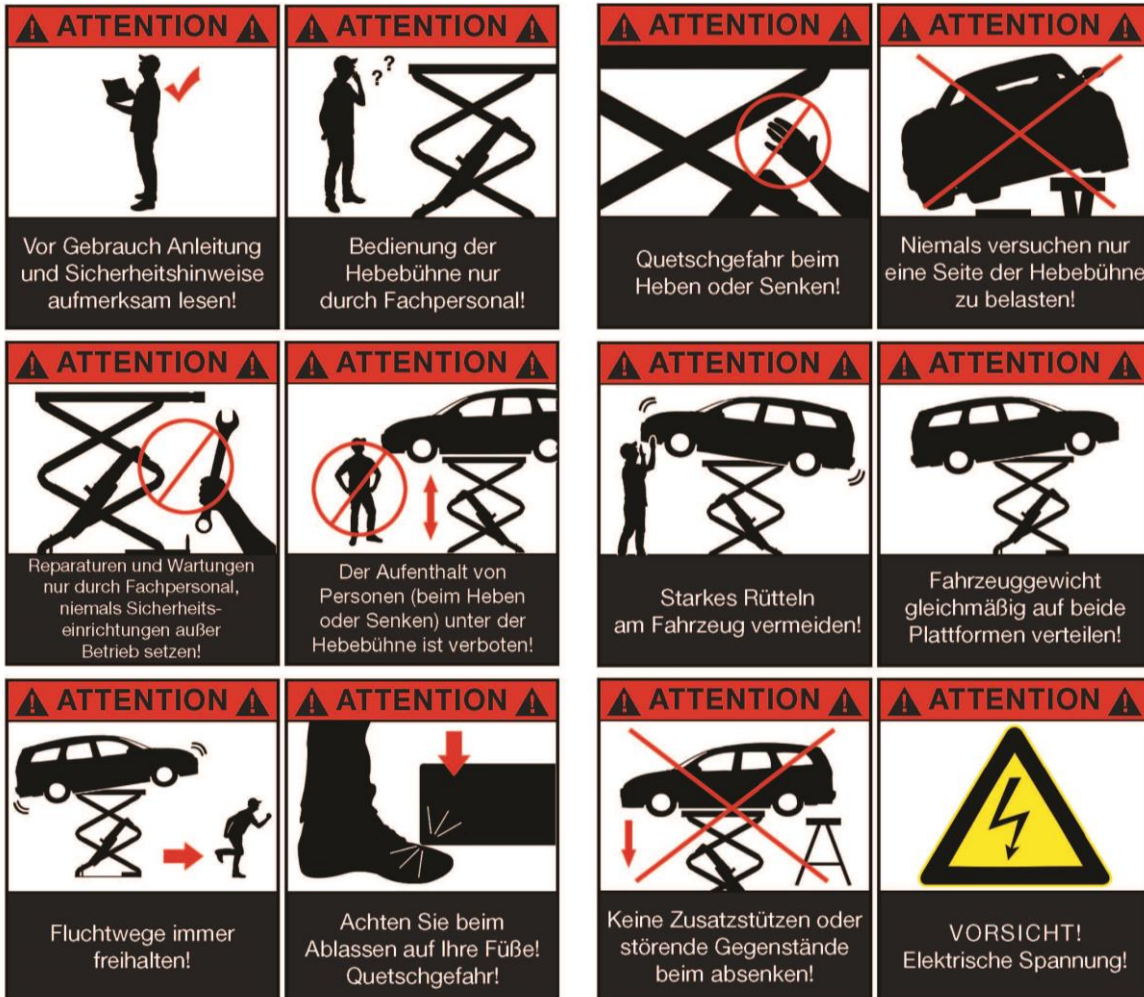 ATTENTION
Vor Gebrauch Anleitung
und Sicherheitshinweise
aufmerksam lesen!
ATTENTION
? ?
?
Bedienung der
Hebebühne nur
durch Fachpersonal!
ATTENTION
Quetschgefahr beim
Heben oder Senken!
ATTENTION
Niemals versuchen nur
eine Seite der Hebebühne
zu belasten!
ATTENTION
Reparaturen und Wartungen
nur durch Fachpersonal,
niemals Sicherheits-
einrichtungen außer
Betrieb setzen!
ATTENTION
Der Aufenthalt von
Personen (beim Heben
oder Senken) unter der
Hebebühne ist verboten!
ATTENTION
Starkes Rütteln
am Fahrzeug vermeiden!
ATTENTION
Fahrzeuggewicht
gleichmäßig auf beide
Plattformen verteilen!
ATTENTION
Fluchtwege immer
freihalten!
ATTENTION
Achten Sie beim
Ablassen auf Ihre Füße!
Quetschgefahr!
ATTENTION
Keine Zusatzstützen oder
störende Gegenstände
beim absenken!
ATTENTION
VORSICHT!
Elektrische Spannung!